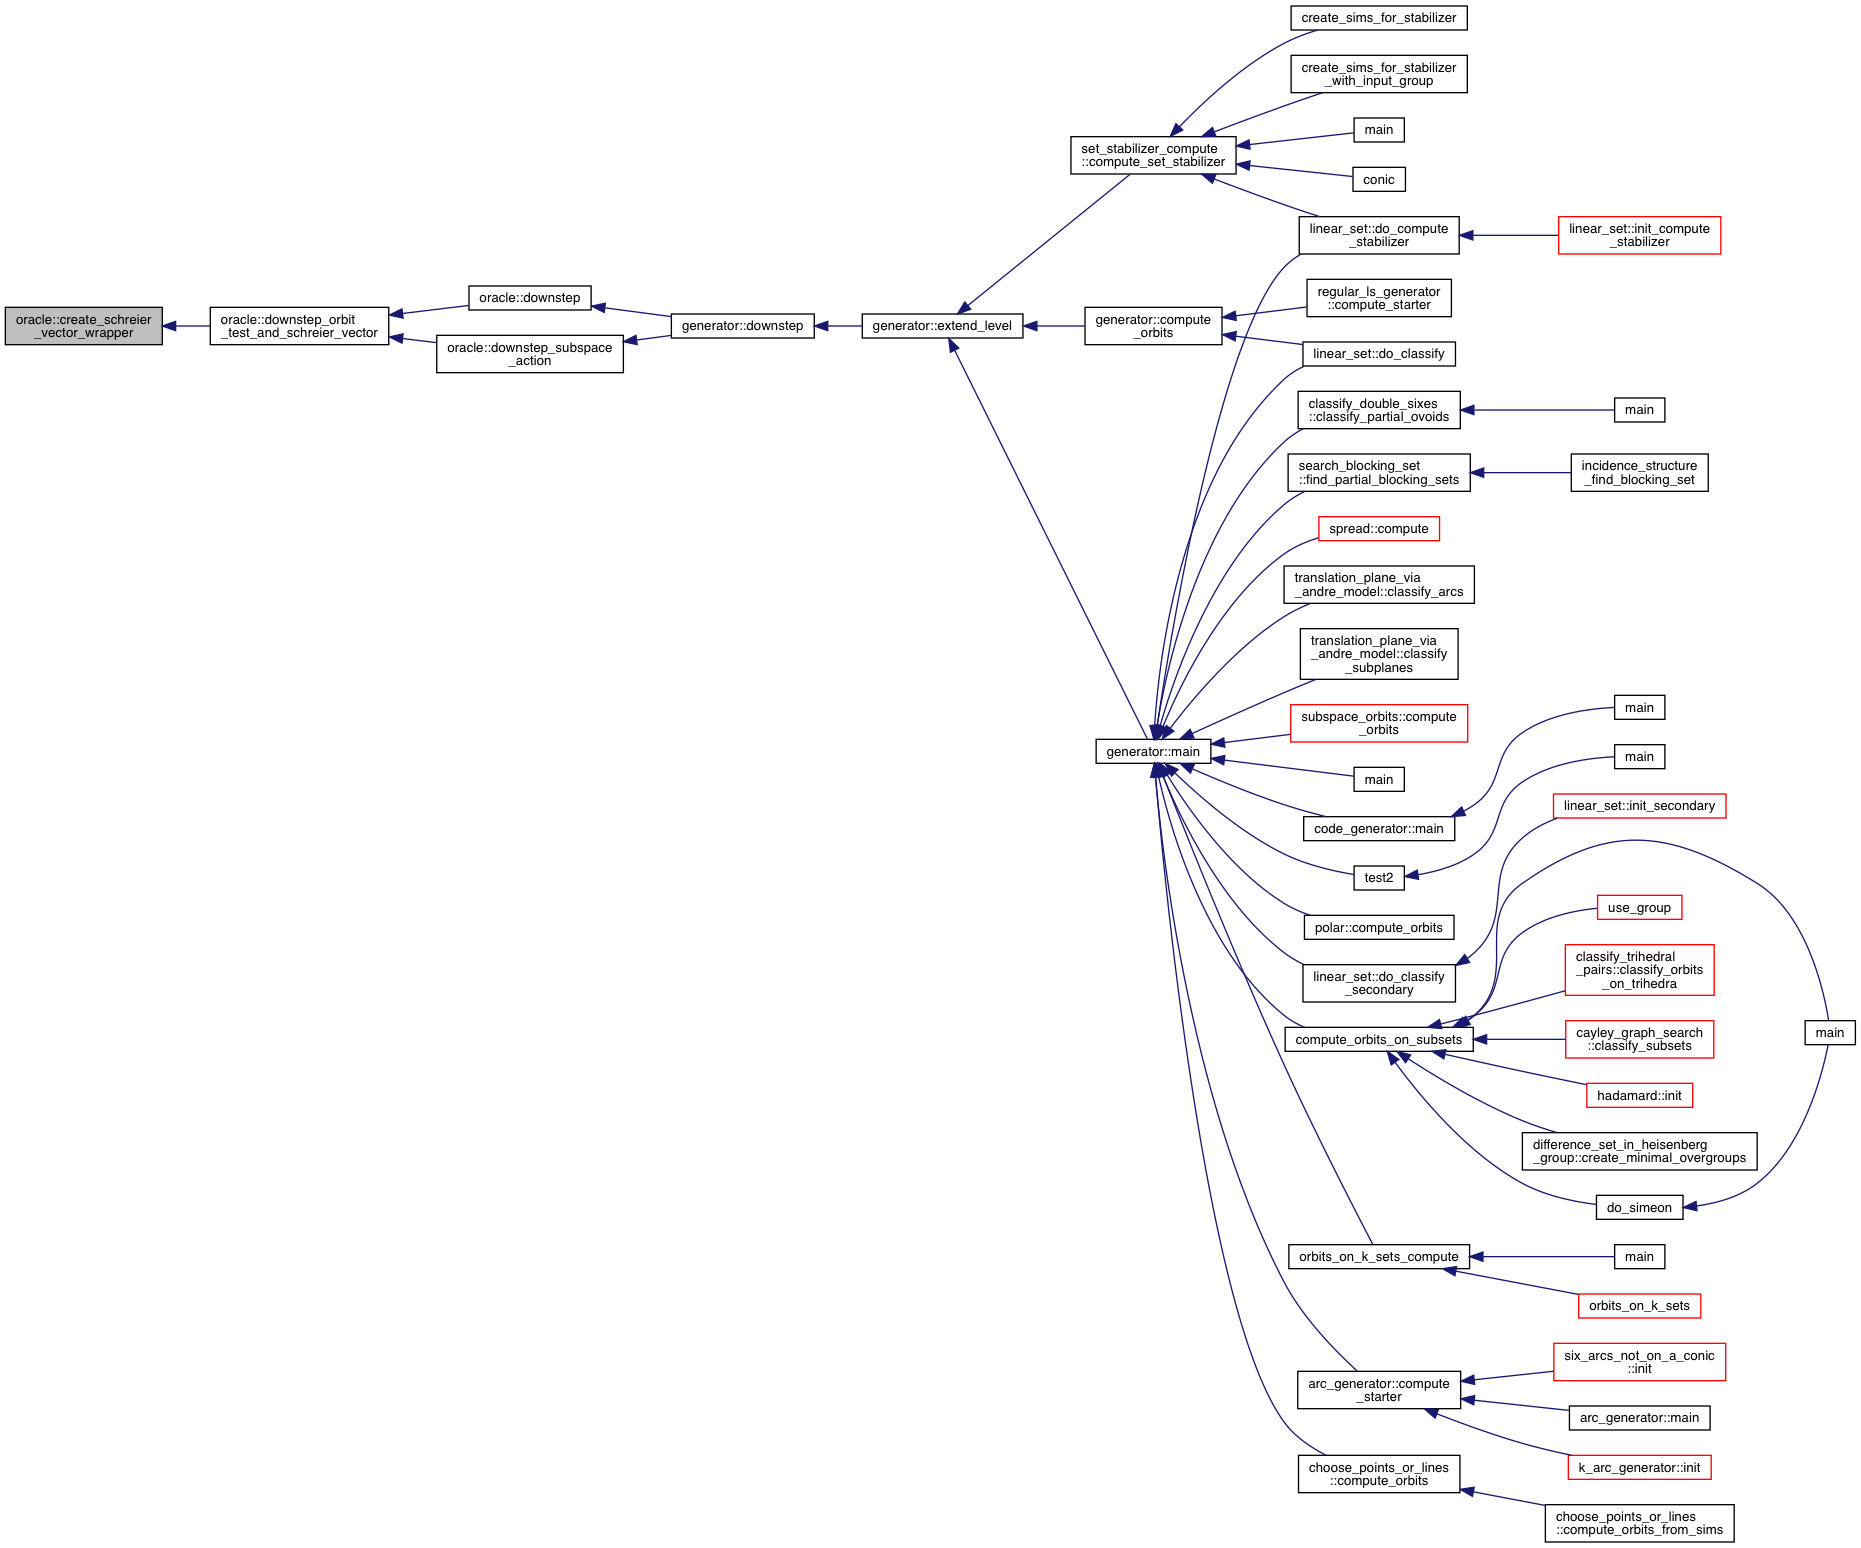 oracle::create_schreier
_vector_wrapper
oracle::downstep_orbit
_test_and_schreier_vector
oracle::downstep
oracle::downstep_subspace
_action
generator::downstep
generator::extend_level
set_stabilizer_compute
::compute_set_stabilizer
create_sims_for_stabilizer
create_sims_for_stabilizer
_with_input_group
main
conic
linear_set::do_compute
_stabilizer
linear_set::init_compute
_stabilizer
generator::compute
_orbits
regular_ls_generator
::compute_starter
linear_set::do_classify
generator::main
classify_double_sixes
::classify_partial_ovoids
main
search_blocking_set
::find_partial_blocking_sets
incidence_structure
_find_blocking_set
spread::compute
translation_plane_via
_andre_model::classify_arcs
translation_plane_via
_andre_model::classify
_subplanes
subspace_orbits::compute
_orbits
main
code_generator::main
main
test2
main
polar::compute_orbits
linear_set::do_classify
_secondary
linear_set::init_secondary
compute_orbits_on_subsets
main
use_group
classify_trihedral
_pairs::classify_orbits
_on_trihedra
cayley_graph_search
::classify_subsets
hadamard::init
difference_set_in_heisenberg
_group::create_minimal_overgroups
do_simeon
orbits_on_k_sets_compute
main
orbits_on_k_sets
arc_generator::compute
_starter
six_arcs_not_on_a_conic
::init
arc_generator::main
k_arc_generator::init
choose_points_or_lines
::compute_orbits
choose_points_or_lines
::compute_orbits_from_sims